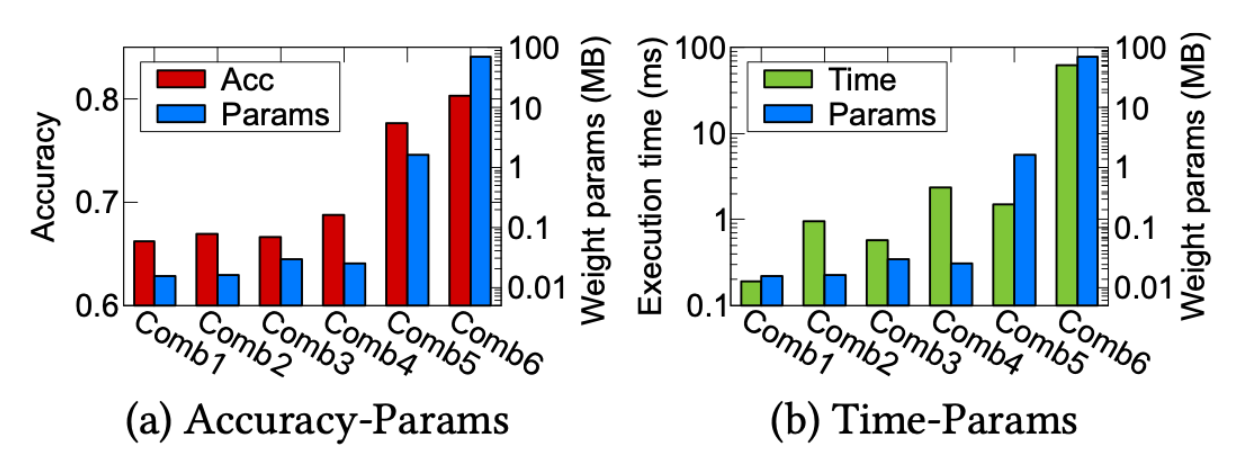 Accuracy
0.8
0.7
0.6
Acc
Params
100
10
1
0.1
0.01
Weight params (MB)
Comb1
Comb2
Comb3
Comb4
Comb5
Comb6
(a) Accuracy-Params
Execution time (ms)
100
10
1
0.1
Time
Params
100
10
1
0.1
0.01
Weight params (MB)
Comb1
Comb2
Comb3
Comb4
Comb5
Comb6
(b) Time-Params